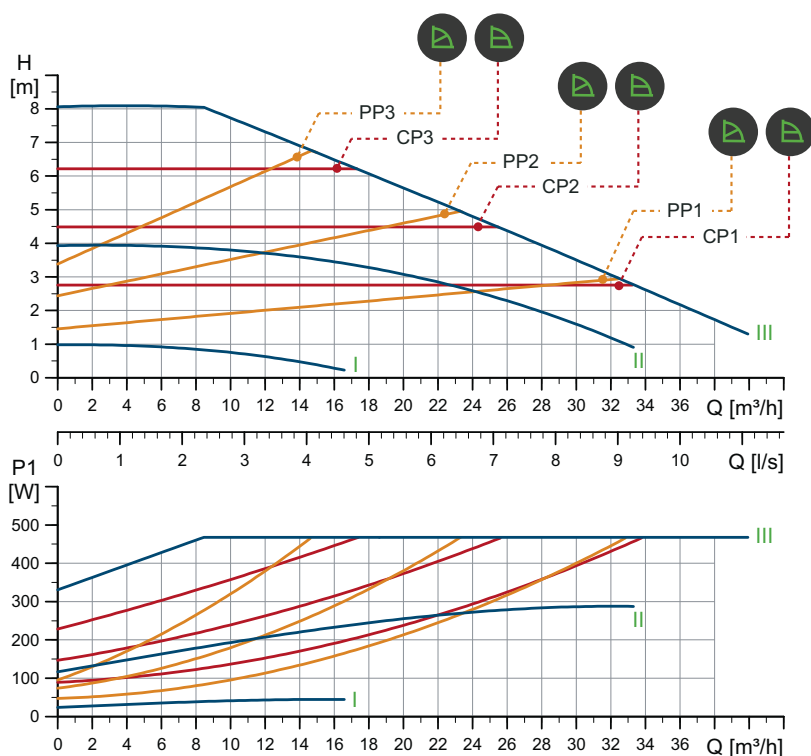 H
[m]
8
7
6
5
4
3
2
1
0
PP3
CP3
PP2
CP2
PP1
CP1
III
II
I
0 2 4 6 8 10 12 14 16 18 20 22 24 26 28 30 32 34 36 Q [m³/h]
0 1 2 3 4 5 6 7 8 9 10 Q [l/s]
P1
[W]
500
400
300
200
100
0
III
II
I
0 2 4 6 8 10 12 14 16 18 20 22 24 26 28 30 32 34 36 Q [m³/h]